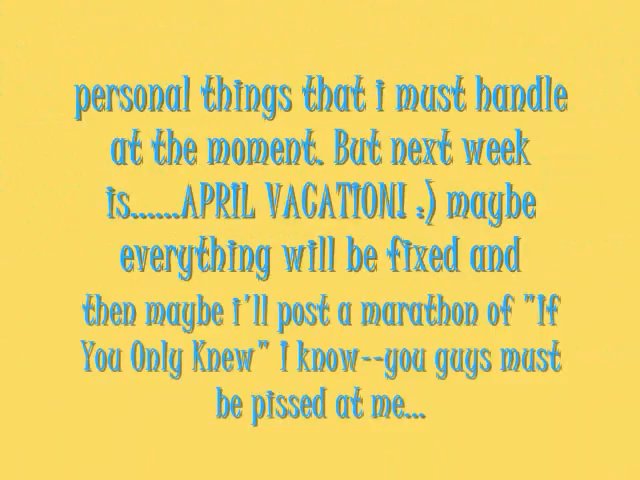 personal things that i must handle
at the moment. But next week
is......APRIL VACATION! :) maybe
everything will be fixed and
then maybe i'll post a marathon of "If
You Only Knew" I know--you guys must
be pissed at me...